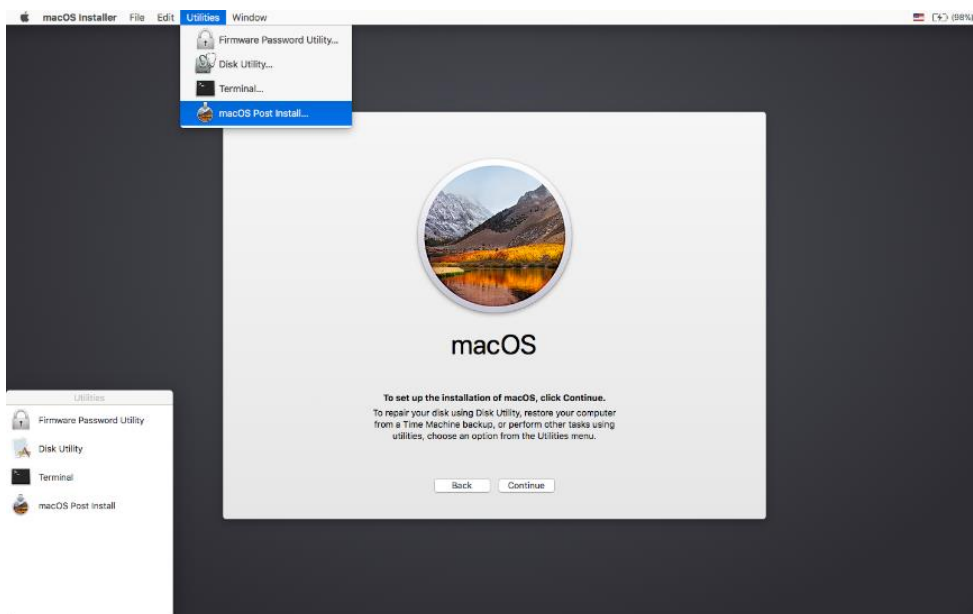 macOS Installer File Edit Utilities Window (98%)
Firmware Password Utility...
Disk Utility...
Terminal...
macOS Post Install...
macOS
To set up the installation of macOS, click Continue.
To repair your disk using Disk Utility, restore your computer
from a Time Machine backup, or perform other tasks using
utilities, choose an option from the Utilities menu.
Back Continue
Utilities
Firmware Password Utility
Disk Utility
Terminal
macOS Post Install